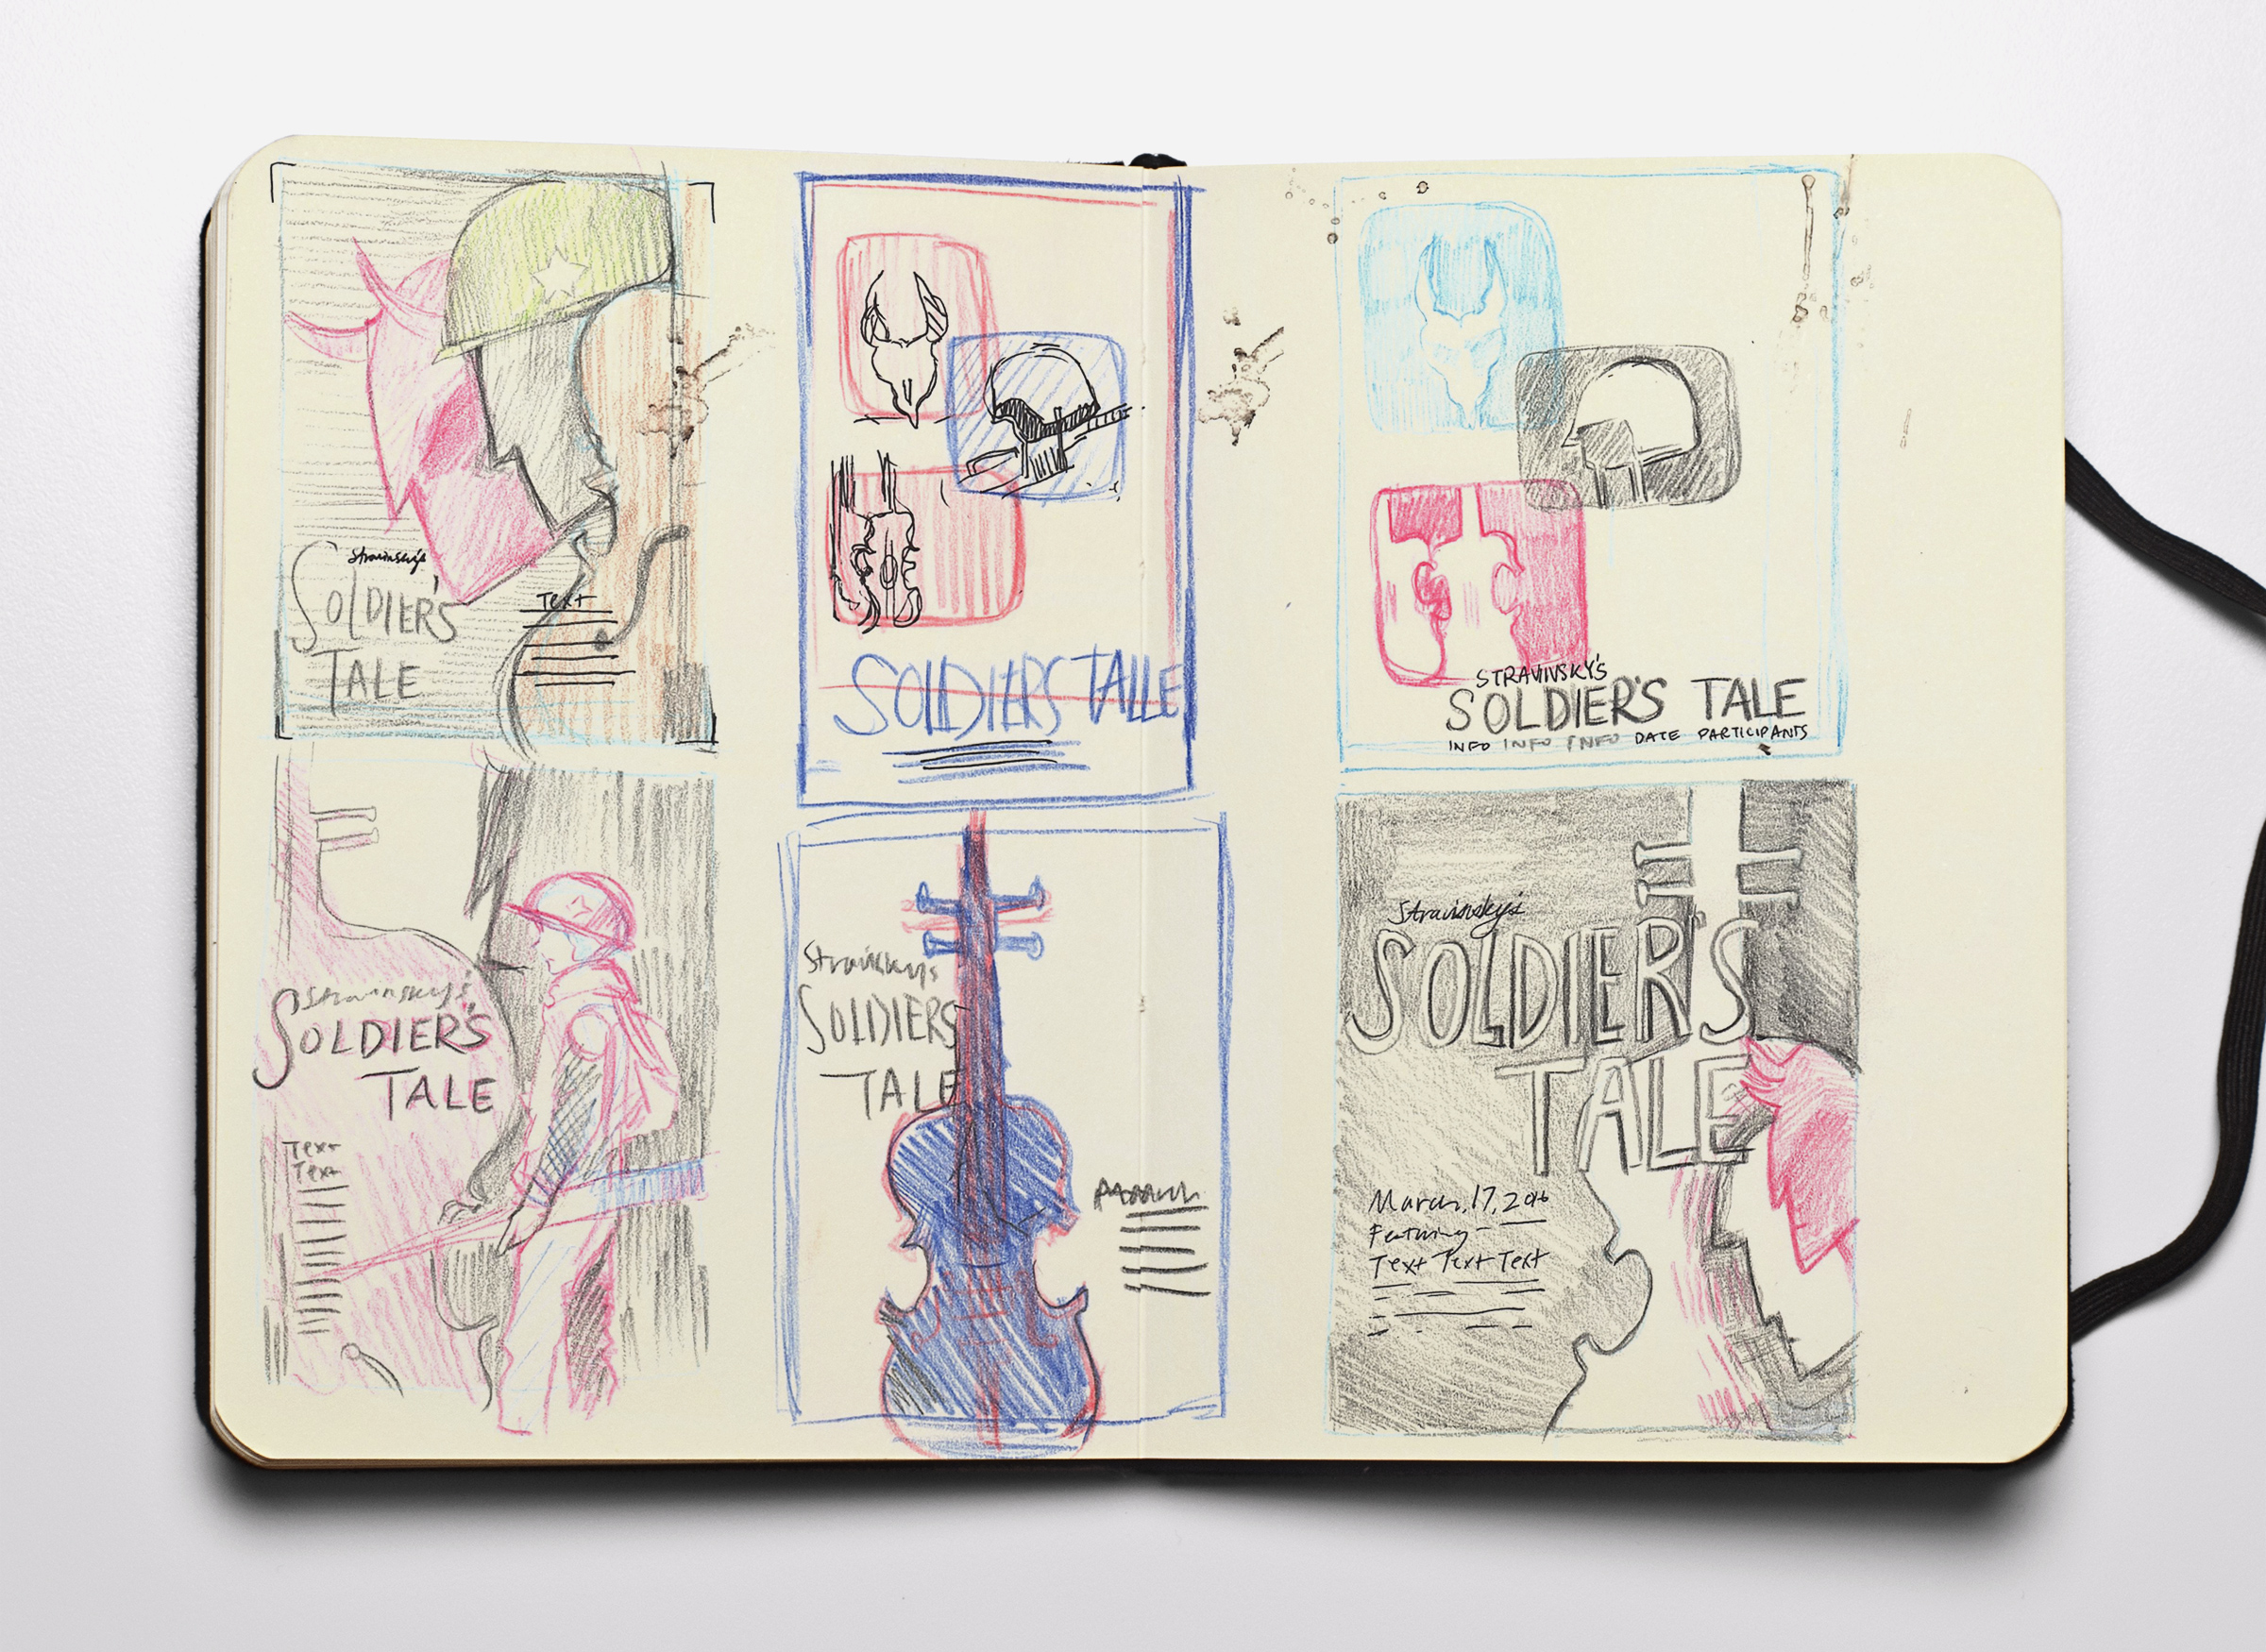 Stravinsky's
SOLDIER'S
TALE
Text
SOLDIERS TALLE
STRAVINSKY'S
SOLDIER'S TALE
INFO INFO INFO DATE PARTICIPANTS
Stravinsky's
SOLDIER'S
TALE
Text
Text
Stravinskys
SOLDIERS
TALE
Stravinsky's
SOLDIER'S
TALE
March, 17, 2016
Featuring
Text Text Text